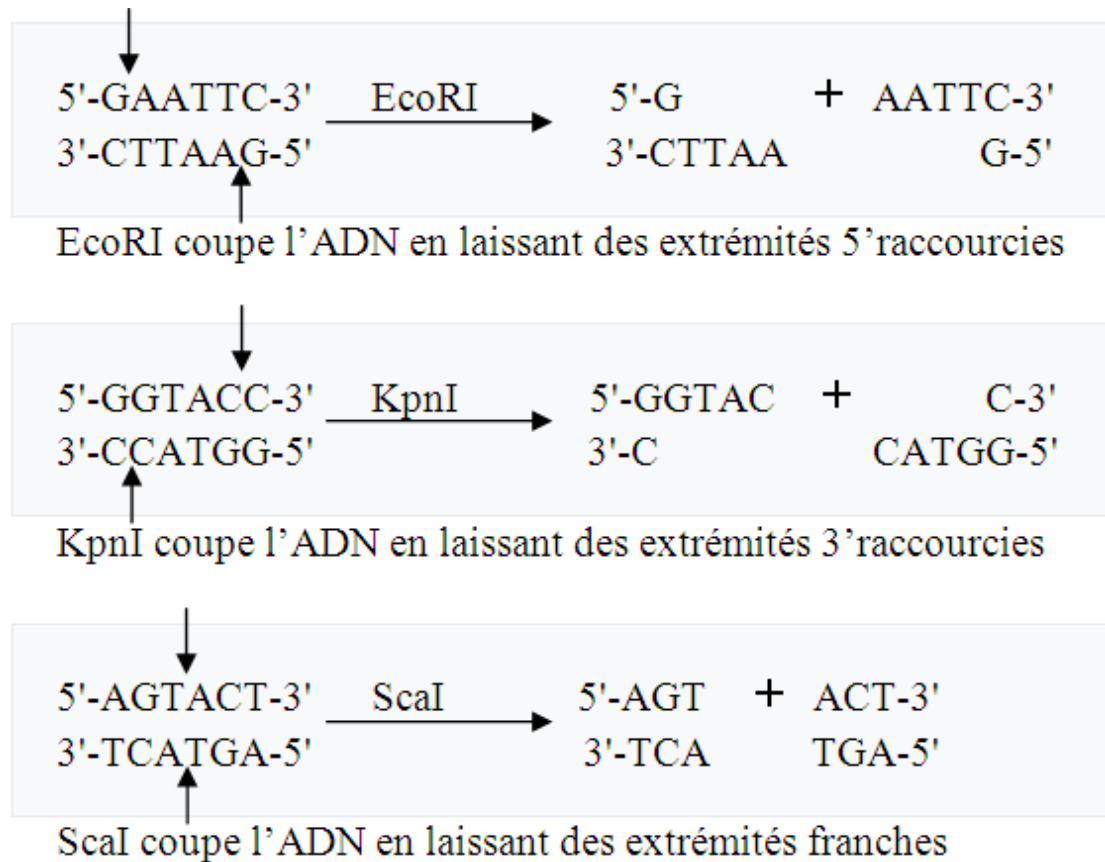 5'-GAATTC-3' EcoRI 5'-G + AATTC-3'
3'-CTTAAG-5' 3'-CTTAA G-5'
EcoRI coupe l’ADN en laissant des extrémités 5’raccourcies
5'-GGTACC-3' KpnI 5'-GGTAC + C-3'
3'-CCATGG-5' 3'-C CATGG-5'
KpnI coupe l’ADN en laissant des extrémités 3’raccourcies
5'-AGTACT-3' ScaI 5'-AGT + ACT-3'
3'-TCATGA-5' 3'-TCA TGA-5'
ScaI coupe l’ADN en laissant des extrémités franches